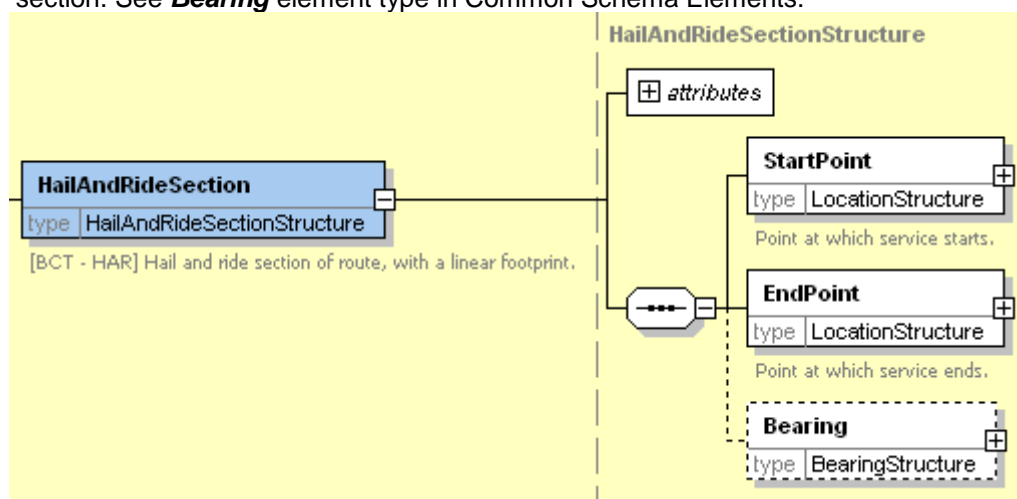 section. See Bearing element type in Common Schema Elements.
HailAndRideSectionStructure
attributes
HailAndRideSection
type HailAndRideSectionStructure
[BCT - HAR] Hail and ride section of route, with a linear footprint.
StartPoint
type LocationStructure
Point at which service starts.
EndPoint
type LocationStructure
Point at which service ends.
Bearing
type BearingStructure